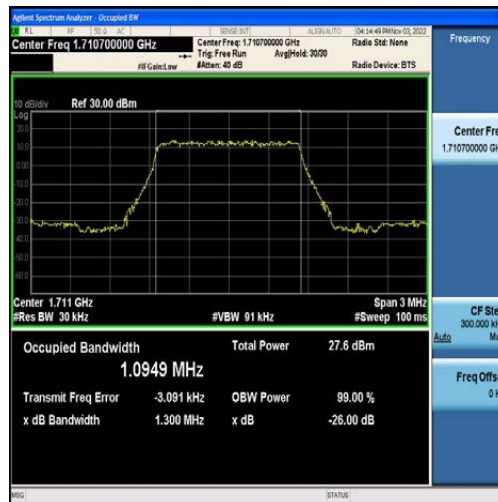 Agilent Spectrum Analyzer - Occupied BW
RL RF 50 Ω AC SENSE:INT ALIGNAUTO 04:14:49 PM Nov 03, 2022
Center Freq 1.710700000 GHz
Center Freq: 1.710700000 GHz
Radio Std: None
Trig: Free Run Avg|Hold: 30/30
#IFGain:Low #Atten: 40 dB Radio Device: BTS
Frequency
10 dB/div Ref 30.00 dBm
Log
20.0
10.0
0.00
-10.0
-20.0
-30.0
-40.0
-50.0
-60.0
Center Fre
1.710700000 GH
Center 1.711 GHz Span 3 MHz
#Res BW 30 kHz #VBW 91 kHz #Sweep 100 ms
CF Ste
300.000 kH
Auto Ma
Occupied Bandwidth Total Power 27.6 dBm
1.0949 MHz
Transmit Freq Error -3.091 kHz OBW Power 99.00 %
x dB Bandwidth 1.300 MHz x dB -26.00 dB
Freq Offs
0 H
MSG STATUS